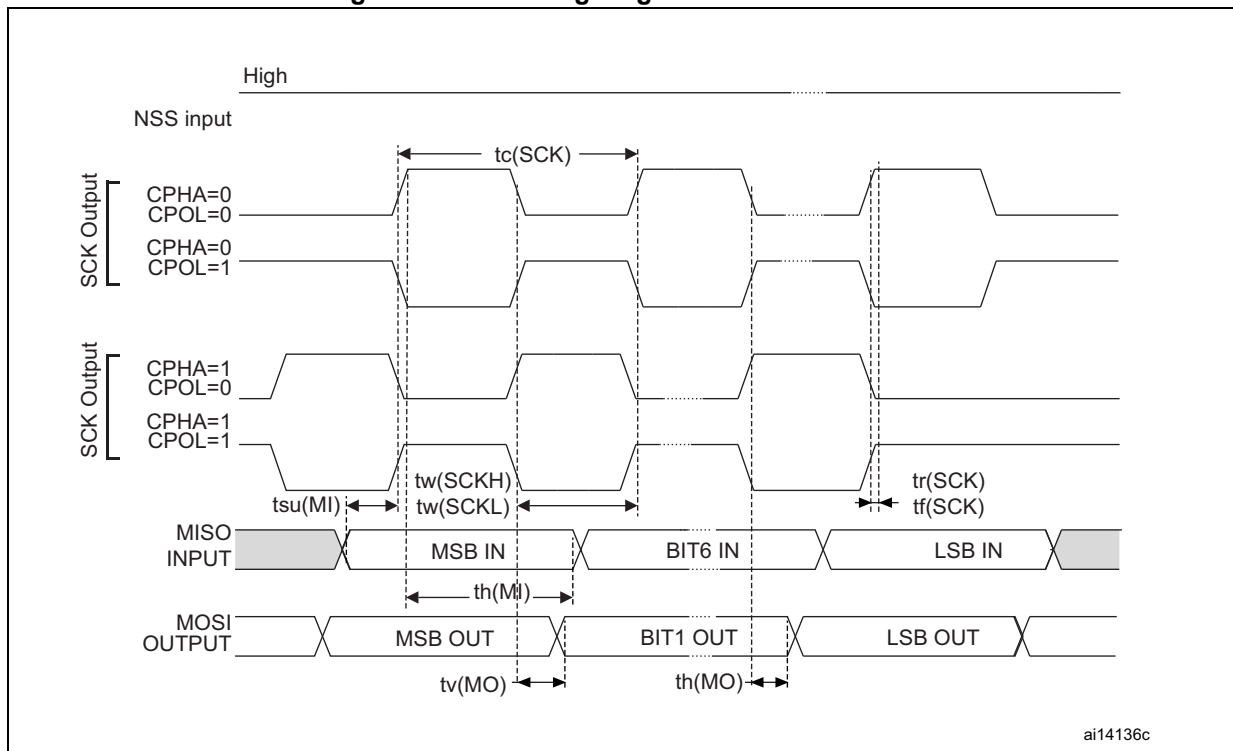 High
NSS input
tc(SCK)
SCK Output
CPHA=0
CPOL=0
CPHA=0
CPOL=1
SCK Output
CPHA=1
CPOL=0
CPHA=1
CPOL=1
tw(SCKH)
tw(SCKL)
tr(SCK)
tf(SCK)
tsu(MI)
MISO
INPUT
MSB IN
BIT6 IN
LSB IN
th(MI)
MOSI
OUTPUT
MSB OUT
BIT1 OUT
LSB OUT
tv(MO)
th(MO)
ai14136c